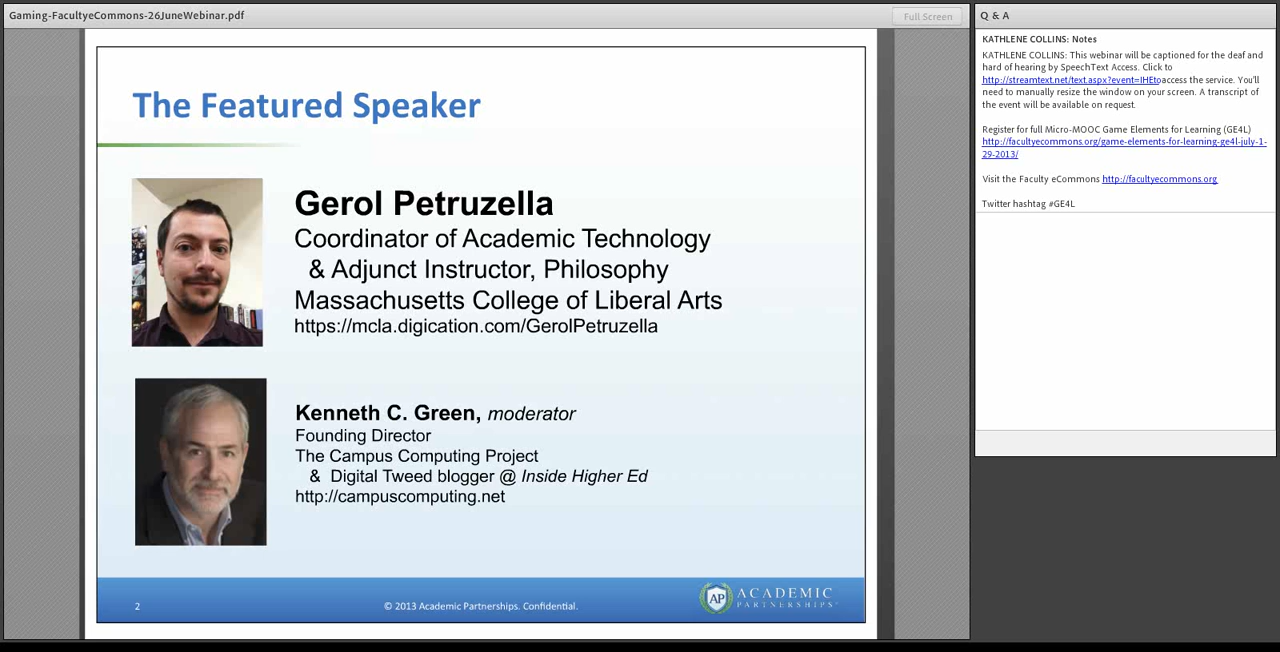 Gaming-FacultyeCommons-26JuneWebinar.pdf
Full Screen
The Featured Speaker
Gerol Petruzella
Coordinator of Academic Technology
& Adjunct Instructor, Philosophy
Massachusetts College of Liberal Arts
https://mcla.digication.com/GerolPetruzella
Kenneth C. Green, moderator
Founding Director
The Campus Computing Project
& Digital Tweed blogger @ Inside Higher Ed
http://campuscomputing.net
2
© 2013 Academic Partnerships. Confidential.
AP
ACADEMIC
PARTNERSHIPS
Q & A
KATHLENE COLLINS: Notes
KATHLENE COLLINS: This webinar will be captioned for the deaf and
hard of hearing by SpeechText Access. Click to
http://streamtext.net/text.aspx?event=IHEtoaccess the service. You'll
need to manually resize the window on your screen. A transcript of
the event will be available on request.
Register for full Micro-MOOC Game Elements for Learning (GE4L)
http://facultyecommons.org/game-elements-for-learning-ge4l-july-1-
29-2013/
Visit the Faculty eCommons http://facultyecommons.org
Twitter hashtag #GE4L